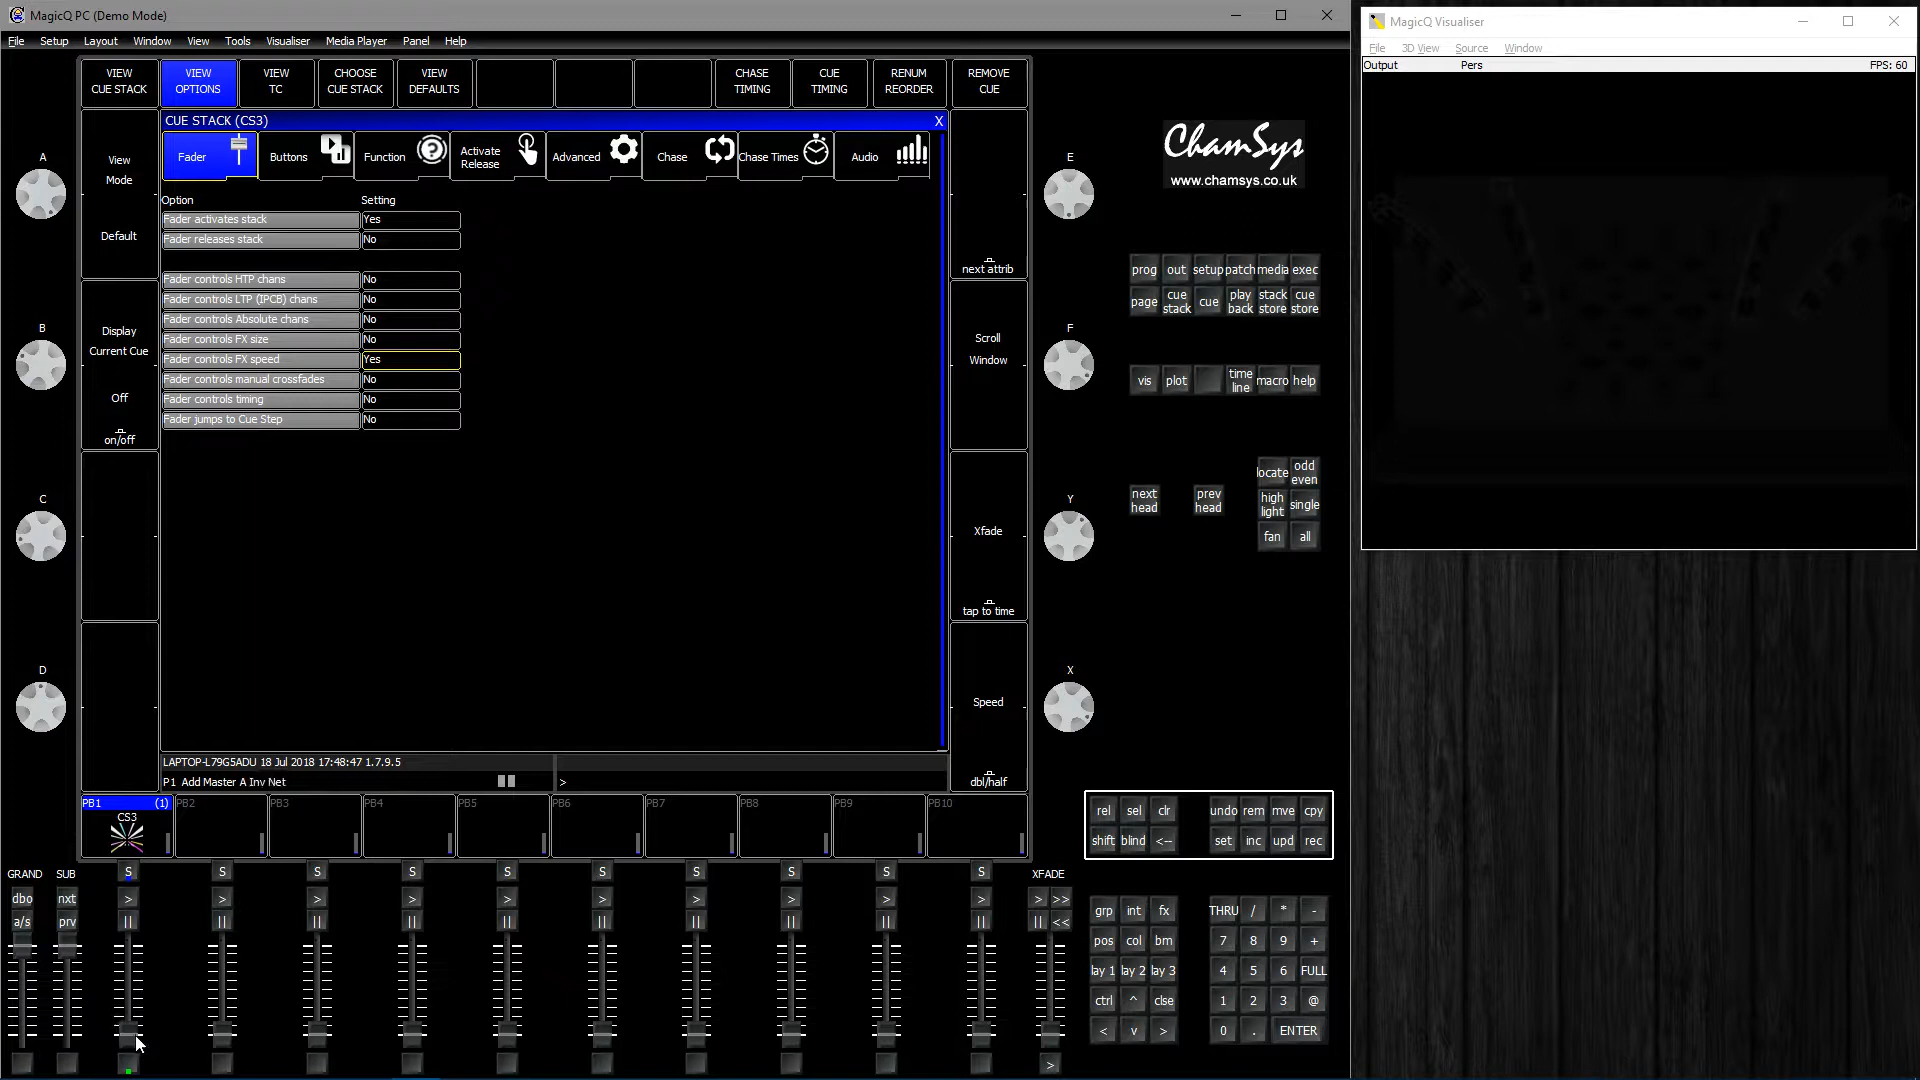 MagicQ PC (Demo Mode)
File Setup Layout Window View Tools Visualiser Media Player Panel Help
VIEW CUE STACK
VIEW OPTIONS
VIEW TC
CHOOSE CUE STACK
VIEW DEFAULTS
CHASE TIMING
CUE TIMING
RENUM REORDER
REMOVE CUE
CUE STACK (CS3) X
Fader
Buttons
Function
Activate Release
Advanced
Chase
Chase Times
Audio
Option Setting
Fader activates stack Yes
Fader releases stack No
Fader controls HTP chans No
Fader controls LTP (IPCB) chans No
Fader controls Absolute chans No
Fader controls FX size No
Fader controls FX speed Yes
Fader controls manual crossfades No
Fader controls timing No
Fader jumps to Cue Step No
A
B
C
D
View
Mode
Default
Display
Current Cue
Off
on/off
next attrib
Scroll
Window
Xfade
tap to time
Speed
dbl/half
E
F
Y
X
LAPTOP-L79G5ADU 18 Jul 2018 17:48:47 1.7.9.5
P1 Add Master A Inv Net
>
PB1 (1) PB2 PB3 PB4 PB5 PB6 PB7 PB8 PB9 PB10
CS3
GRAND SUB S S S S S S S S S S XFADE
dbo nxt > > > > > > > > > > > >>
a/s prv || || || || || || || || || || || <<
>
ChamSys
www.chamsys.co.uk
prog out setup patch media exec
page cue stack cue play back stack store cue store
vis plot time line macro help
next head prev head
locate odd even
high light single
fan all
rel sel clr undo rem mve cpy
shift blind <-- set inc upd rec
grp int fx THRU / * -
pos col bm 7 8 9 +
lay 1 lay 2 lay 3 4 5 6 FULL
ctrl ^ clse 1 2 3 @
< v > 0 . ENTER
MagicQ Visualiser
File 3D View Source Window
Output Pers FPS: 60